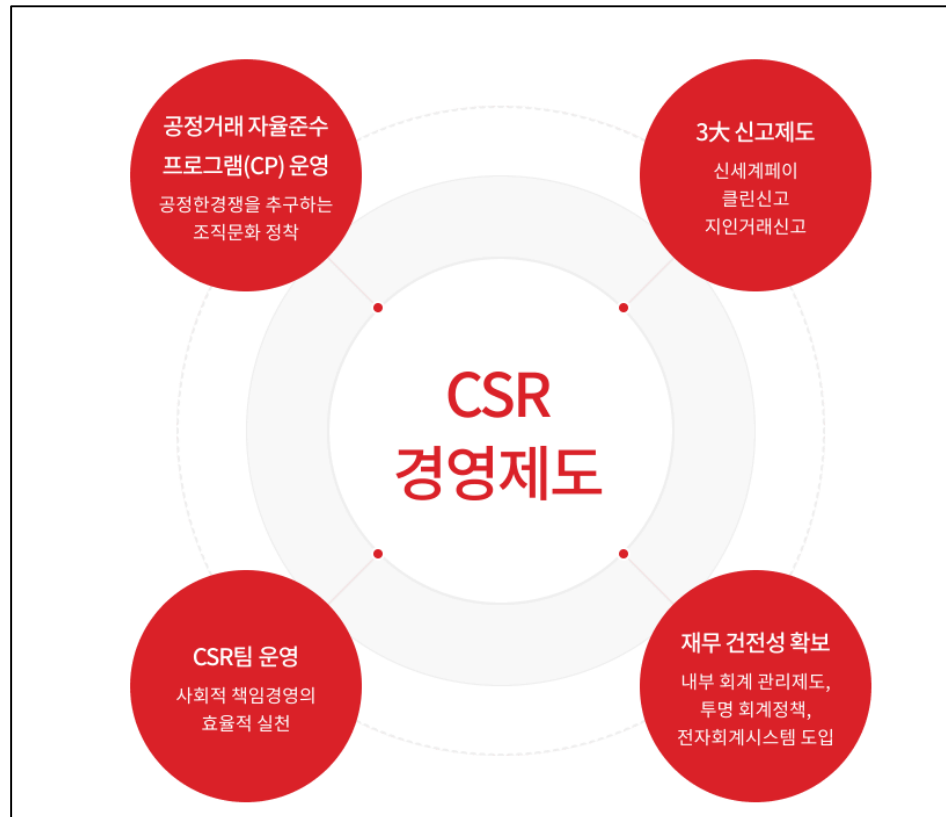 공정거래 자율준수
프로그램(CP) 운영
공정한경쟁을 추구하는
조직문화 정착
3大 신고제도
신세계페이
클린신고
지인거래신고
CSR
경영제도
CSR팀 운영
사회적 책임경영의
효율적 실천
재무 건전성 확보
내부 회계 관리제도,
투명 회계정책,
전자회계시스템 도입